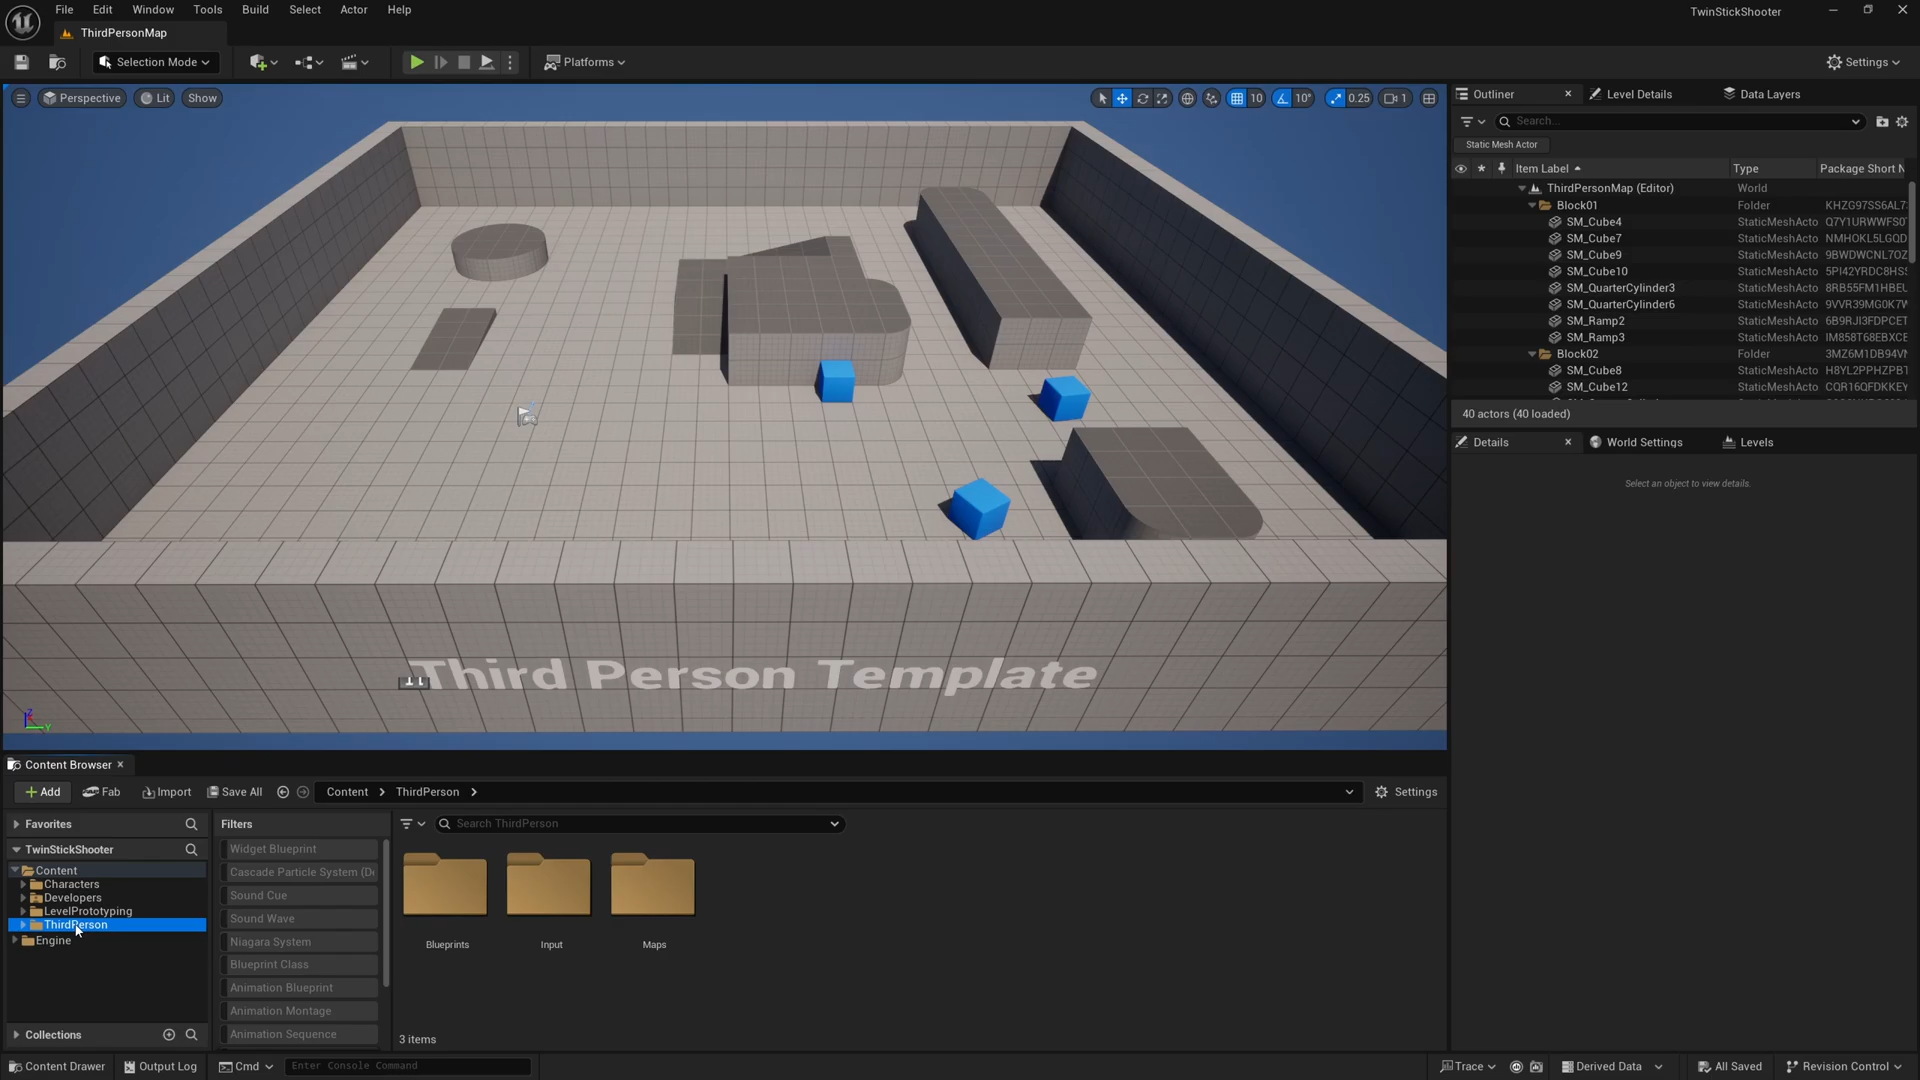 File Edit Window Tools Build Select Actor Help
TwinStickShooter
ThirdPersonMap
Selection Mode
Platforms
Settings
Perspective Lit Show
10 10° 0.25 1
Third Person Template
Outliner Level Details Data Layers
Search...
Static Mesh Actor
Item Label Type Package Short N
ThirdPersonMap (Editor) World
Block01 Folder
SM_Cube4 StaticMeshActo
SM_Cube7 StaticMeshActo
SM_Cube9 StaticMeshActo
SM_Cube10 StaticMeshActo
SM_QuarterCylinder3 StaticMeshActo
SM_QuarterCylinder6 StaticMeshActo
SM_Ramp2 StaticMeshActo
SM_Ramp3 StaticMeshActo
Block02 Folder
SM_Cube8 StaticMeshActo
SM_Cube12 StaticMeshActo
40 actors (40 loaded)
Details World Settings Levels
Select an object to view details.
Content Browser
Add Fab Import Save All Content ThirdPerson Settings
Favorites
TwinStickShooter
Content
Characters
Developers
LevelPrototyping
ThirdPerson
Engine
Collections
Filters
Widget Blueprint
Cascade Particle System (De
Sound Cue
Sound Wave
Niagara System
Blueprint Class
Animation Blueprint
Animation Montage
Animation Sequence
Search ThirdPerson
Blueprints Input Maps
3 items
Content Drawer Output Log Cmd Enter Console Command
Trace Derived Data All Saved Revision Control